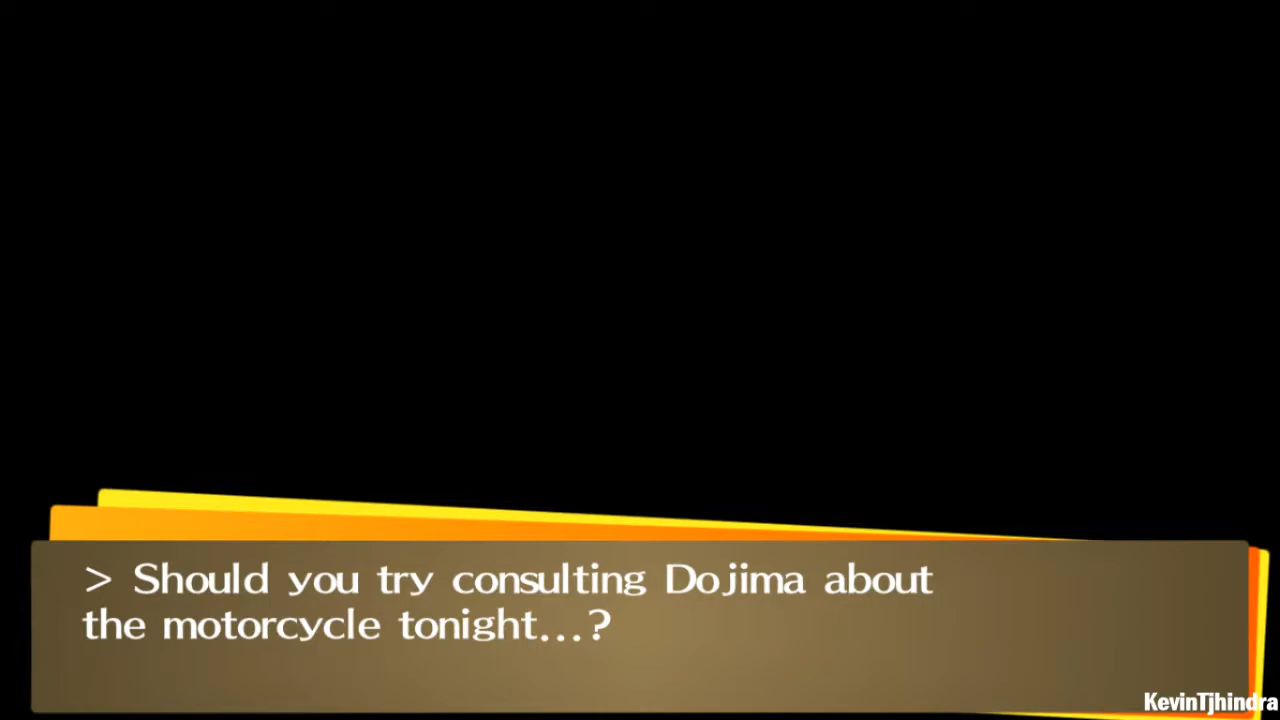 > Should you try consulting Dojima about
the motorcycle tonight...?
KevinTjhindra